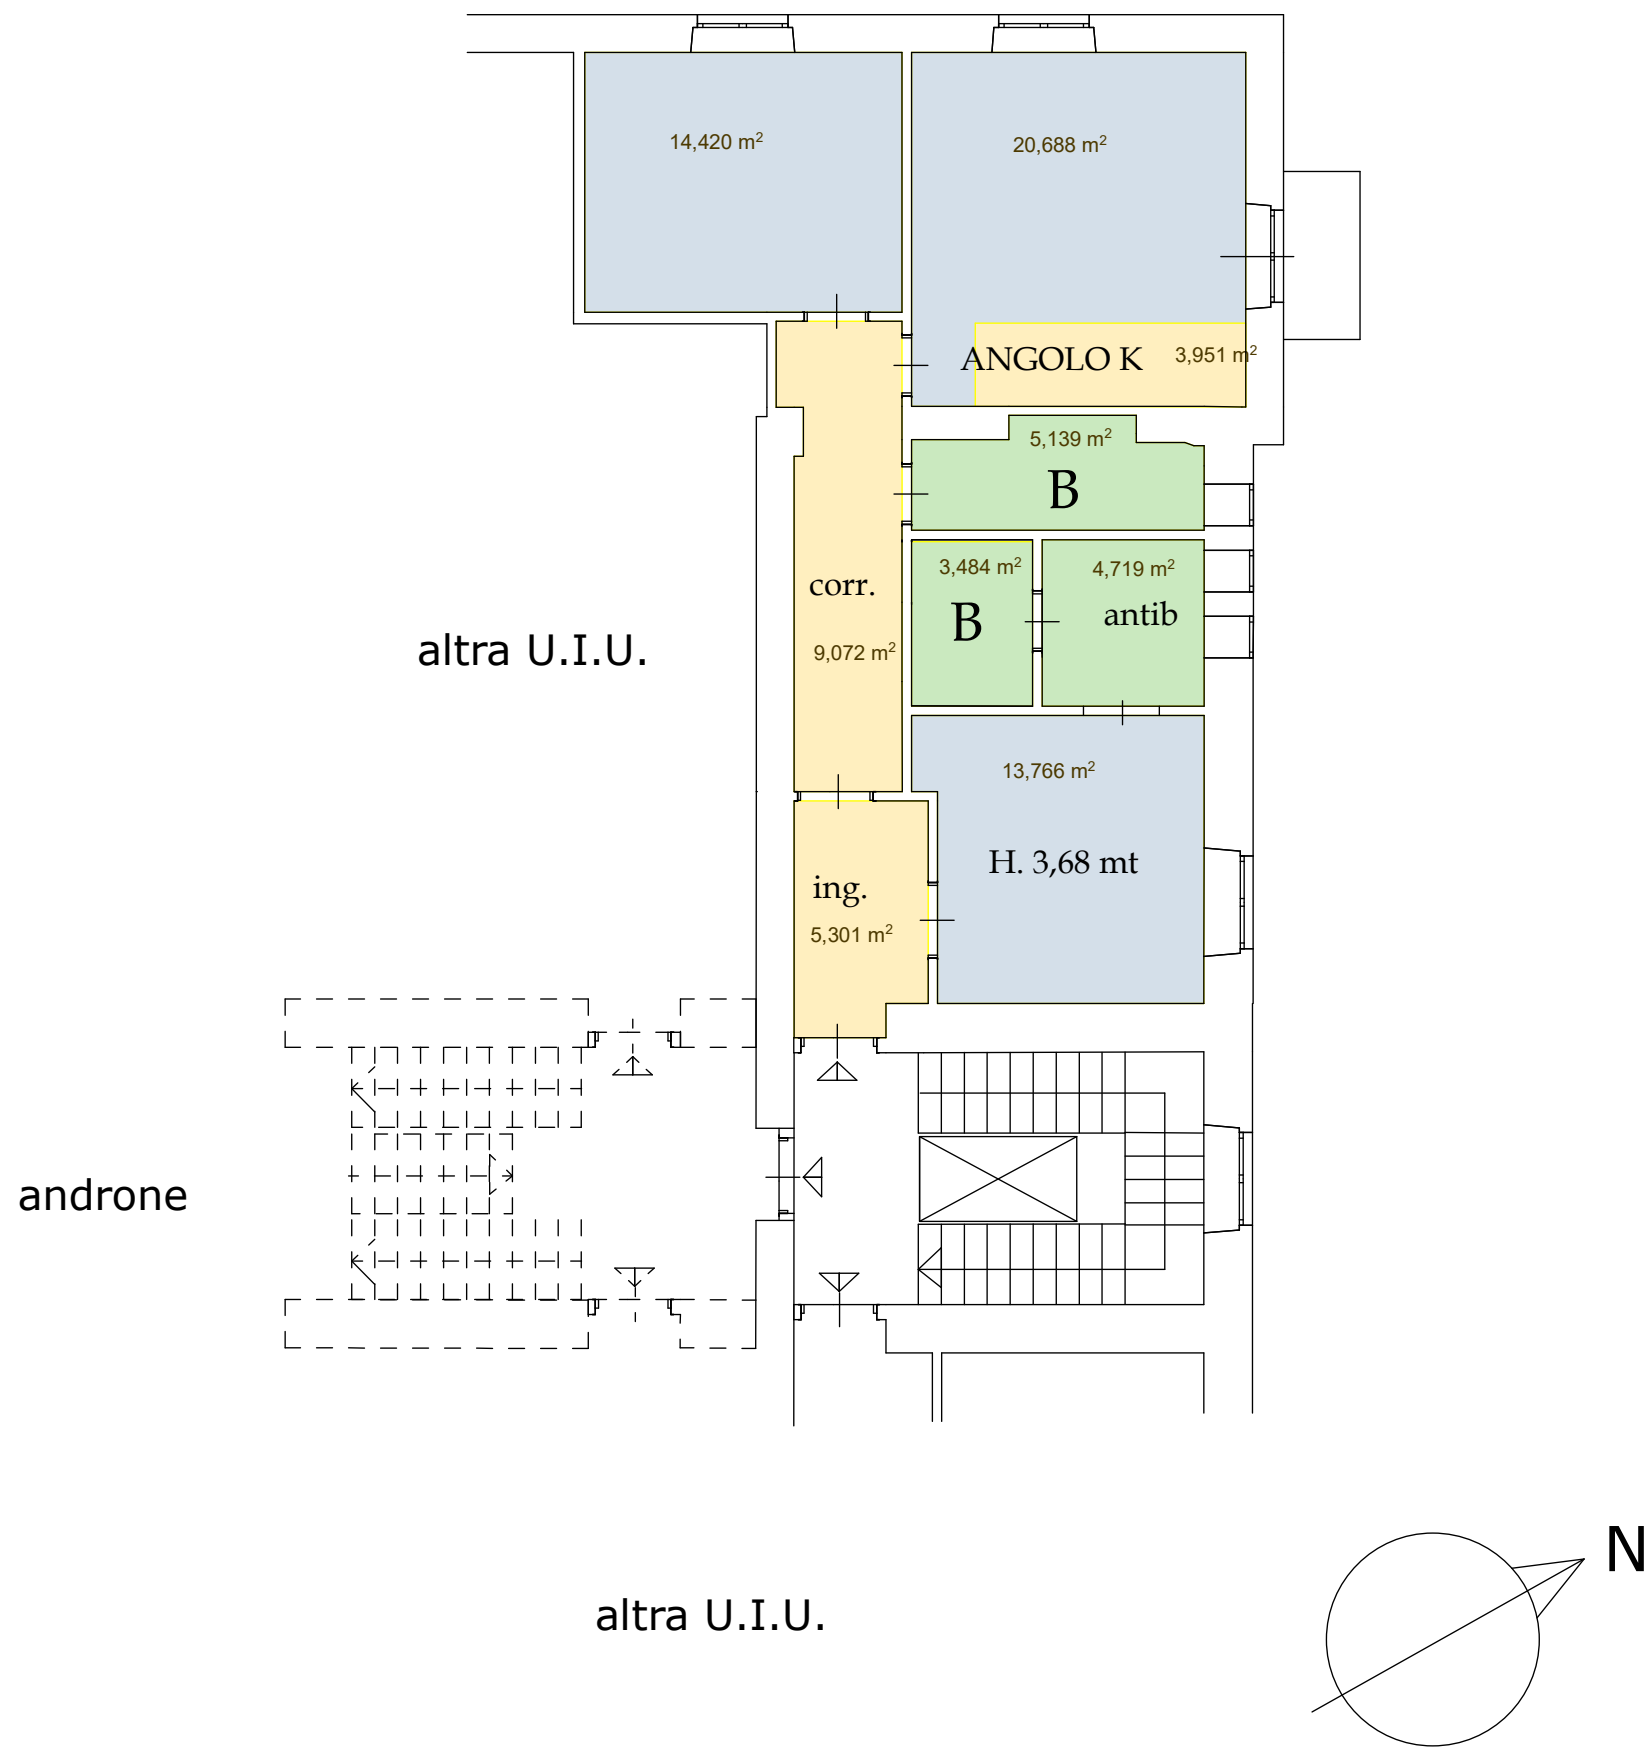 14,420 m²
20,688 m²
ANGOLO K
3,951 m²
5,139 m²
B
3,484 m²
B
4,719 m²
antib
corr.
9,072 m²
altra U.I.U.
13,766 m²
H. 3,68 mt
ing.
5,301 m²
androne
N
altra U.I.U.